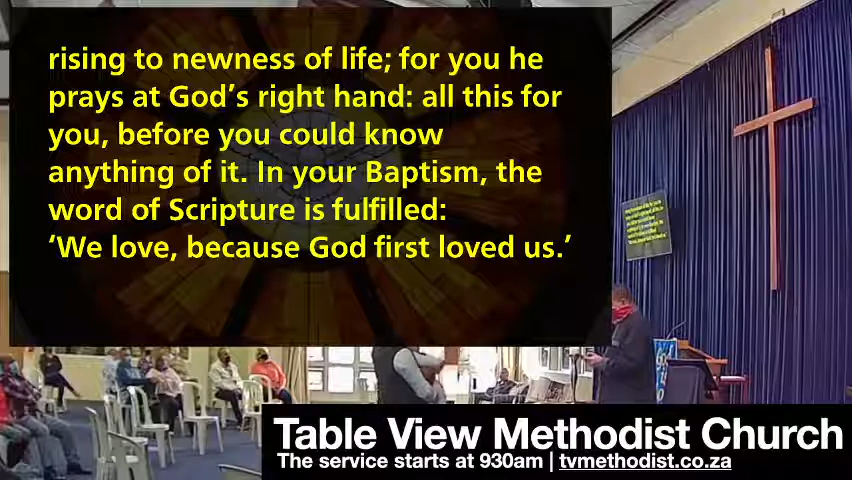 rising to newness of life; for you he
prays at God's right hand: all this for
you, before you could know
anything of it. In your Baptism, the
word of Scripture is fulfilled:
‘We love, because God first loved us.’
Table View Methodist Church
The service starts at 930am | tvmethodist.co.za